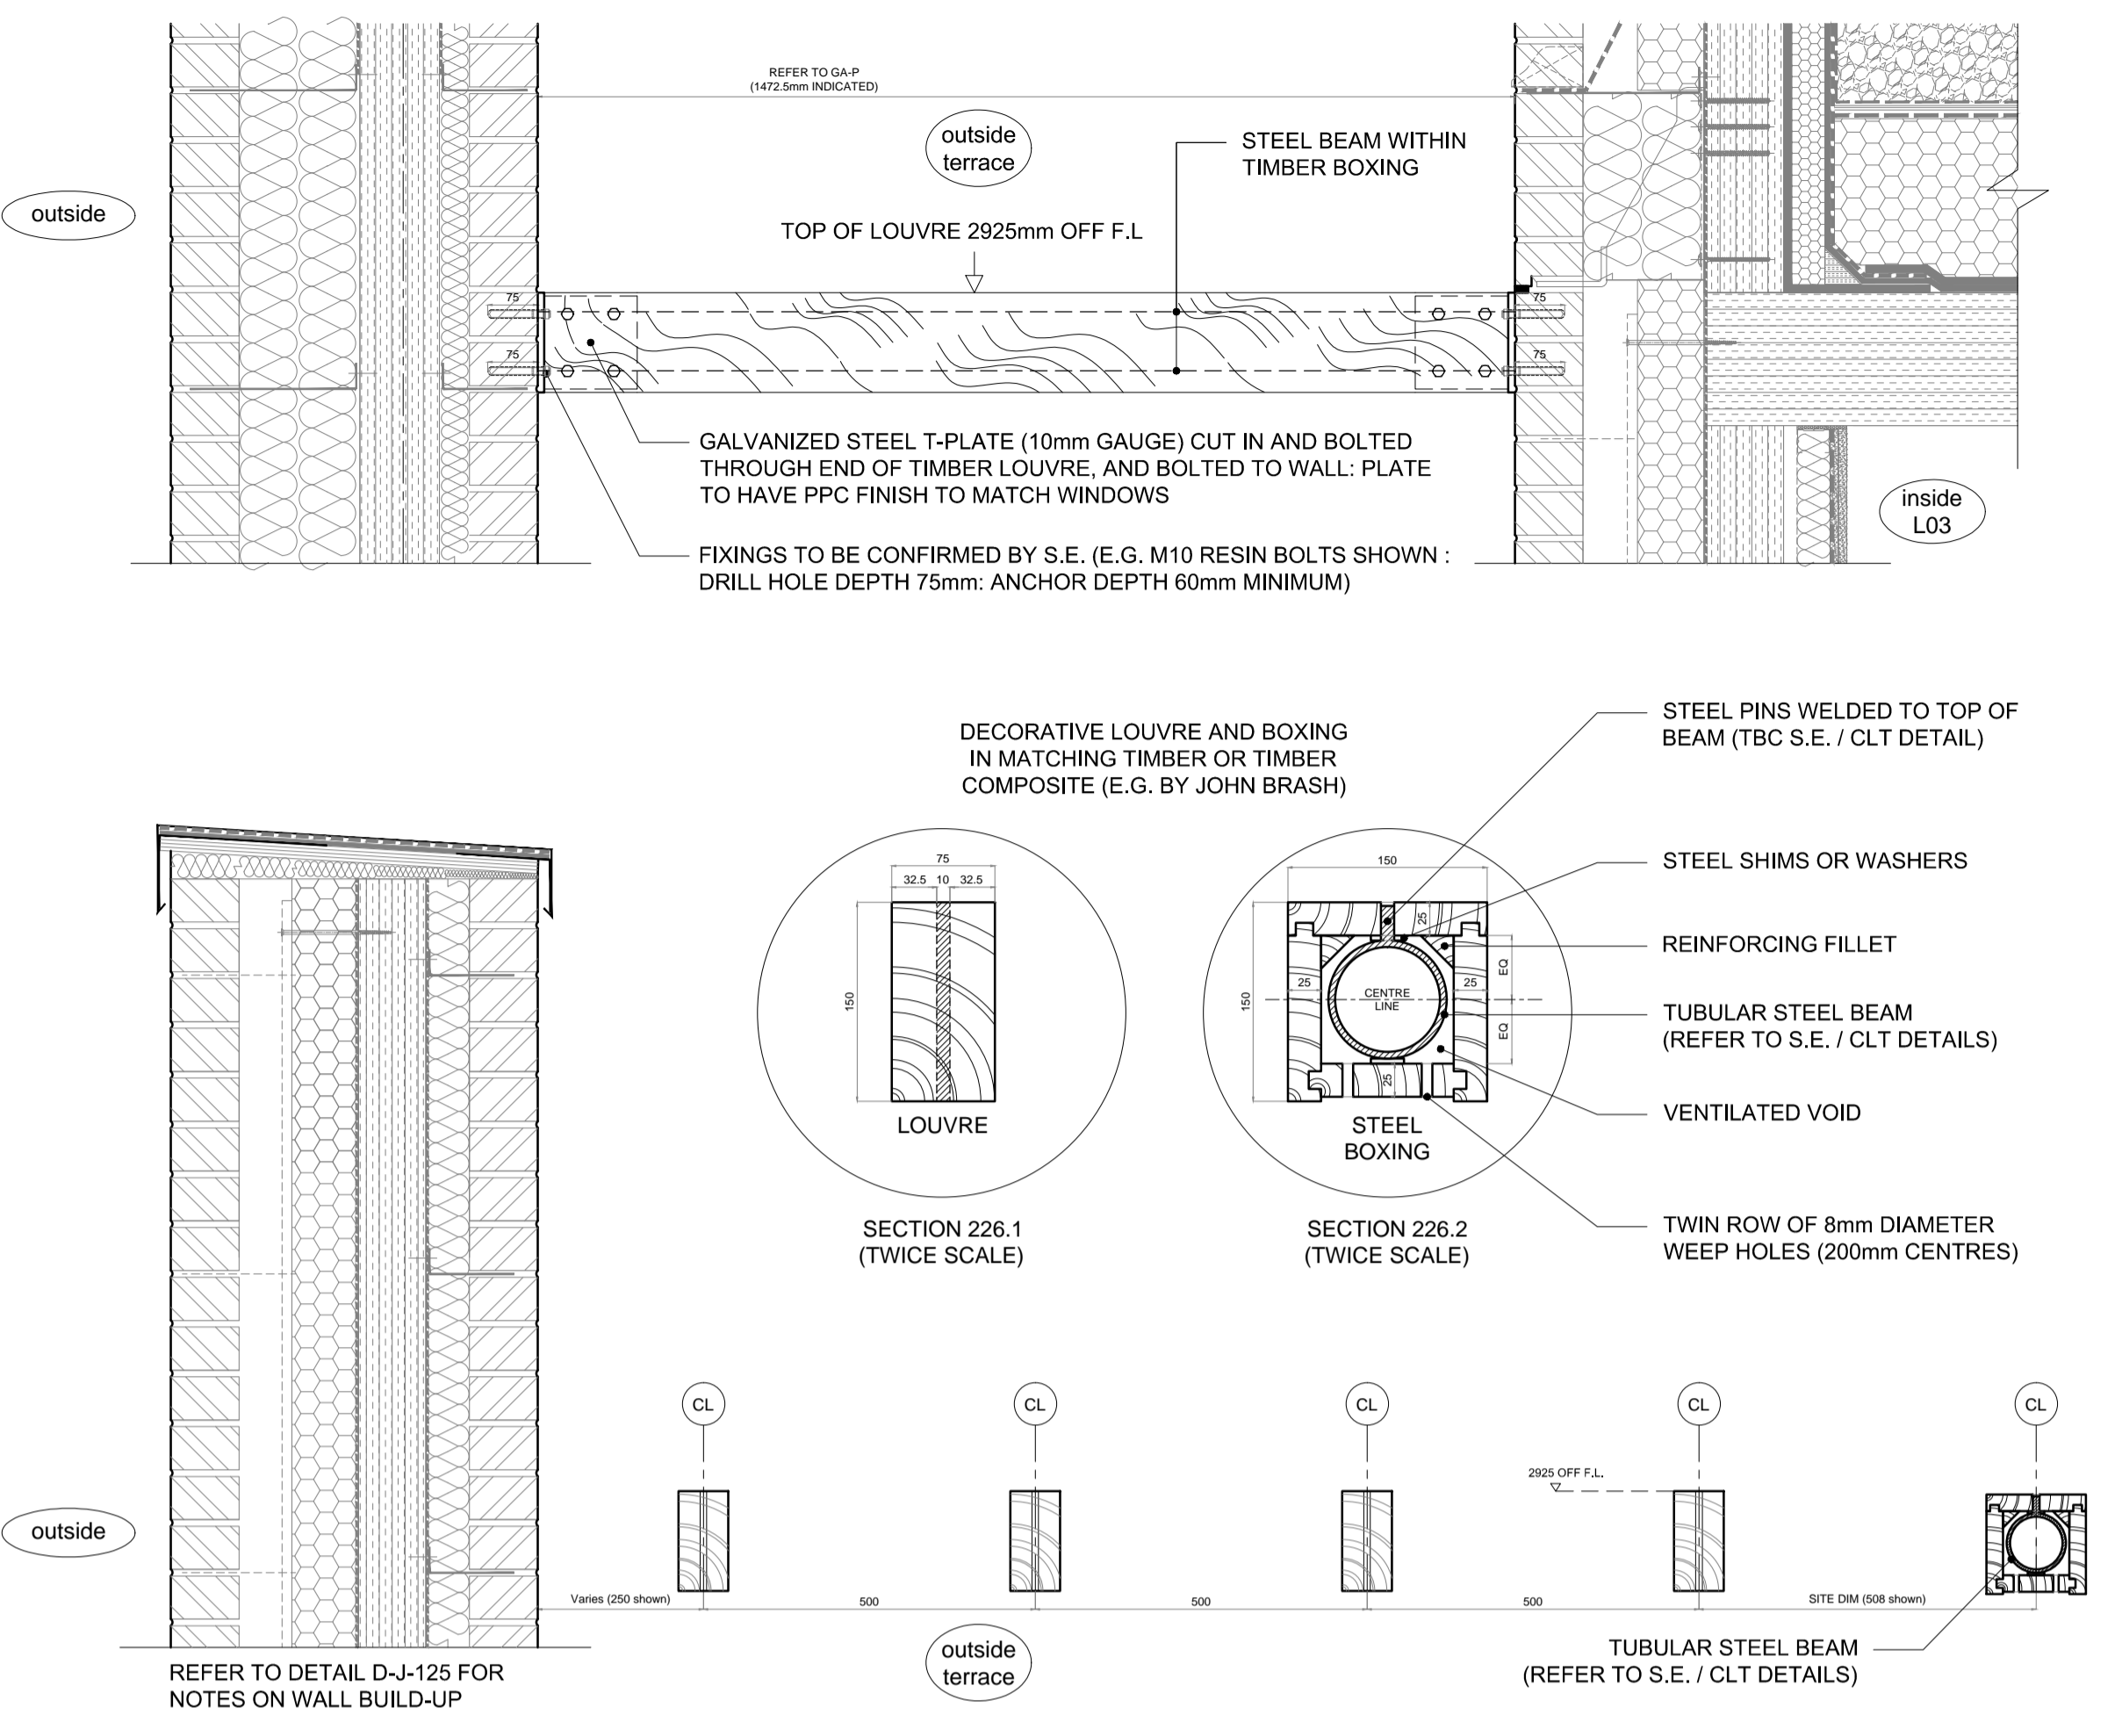 REFER TO GA-P
(1472.5mm INDICATED)
outside
terrace
STEEL BEAM WITHIN
TIMBER BOXING
outside
TOP OF LOUVRE 2925mm OFF F.L
75
75
75
75
GALVANIZED STEEL T-PLATE (10mm GAUGE) CUT IN AND BOLTED
THROUGH END OF TIMBER LOUVRE, AND BOLTED TO WALL: PLATE
TO HAVE PPC FINISH TO MATCH WINDOWS
inside
L03
FIXINGS TO BE CONFIRMED BY S.E. (E.G. M10 RESIN BOLTS SHOWN :
DRILL HOLE DEPTH 75mm: ANCHOR DEPTH 60mm MINIMUM)
DECORATIVE LOUVRE AND BOXING
IN MATCHING TIMBER OR TIMBER
COMPOSITE (E.G. BY JOHN BRASH)
STEEL PINS WELDED TO TOP OF
BEAM (TBC S.E. / CLT DETAIL)
STEEL SHIMS OR WASHERS
REINFORCING FILLET
TUBULAR STEEL BEAM
(REFER TO S.E. / CLT DETAILS)
VENTILATED VOID
TWIN ROW OF 8mm DIAMETER
WEEP HOLES (200mm CENTRES)
75
32.5 10 32.5
150
LOUVRE
SECTION 226.1
(TWICE SCALE)
150
25
EQ
25
CENTRE
LINE
25
150
EQ
25
STEEL
BOXING
SECTION 226.2
(TWICE SCALE)
CL
CL
CL
CL
CL
2925 OFF F.L.
outside
Varies (250 shown)
500
500
500
SITE DIM (508 shown)
outside
terrace
TUBULAR STEEL BEAM
(REFER TO S.E. / CLT DETAILS)
REFER TO DETAIL D-J-125 FOR
NOTES ON WALL BUILD-UP